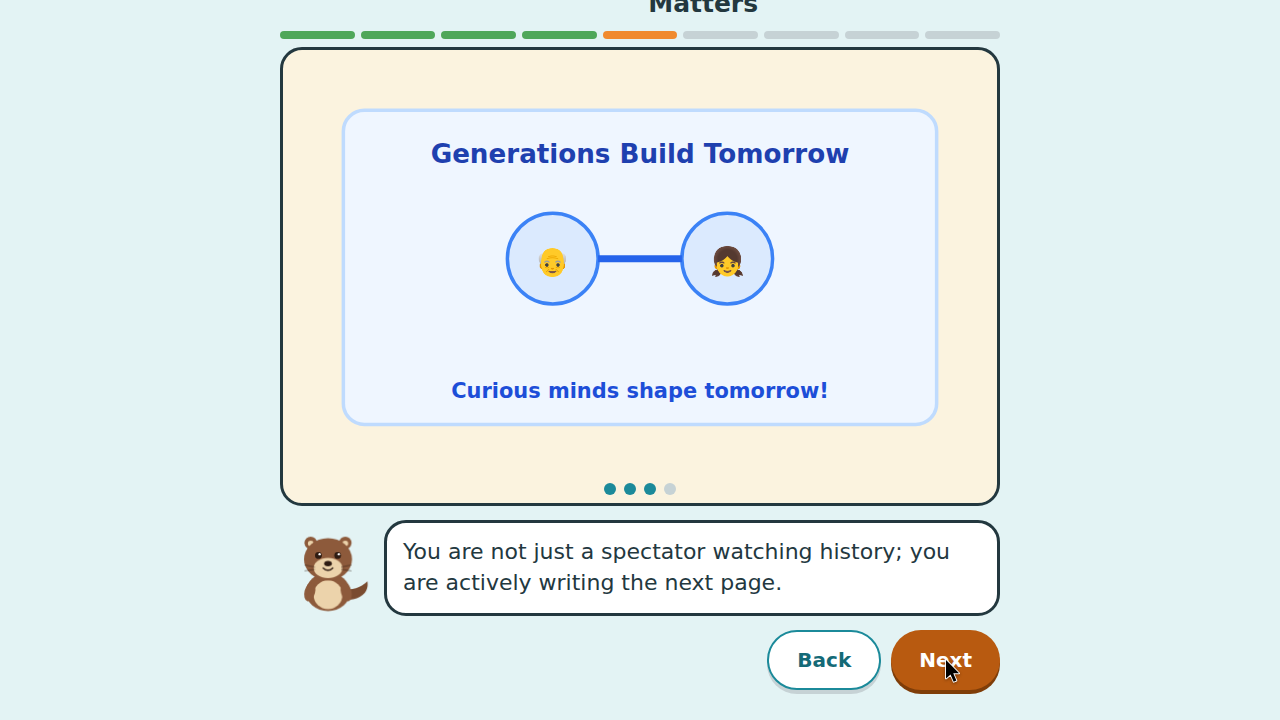 Matters
Generations Build Tomorrow
Curious minds shape tomorrow!
You are not just a spectator watching history; you
are actively writing the next page.
Back
Next